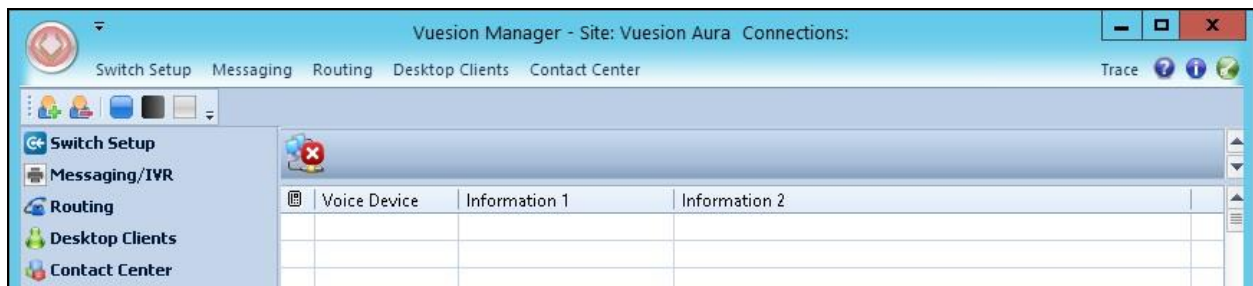 Vuesion Manager - Site: Vuesion Aura Connections:
Switch Setup Messaging Routing Desktop Clients Contact Center Trace
Switch Setup
Messaging/IVR
Voice Device Information 1 Information 2
Routing
Desktop Clients
Contact Center